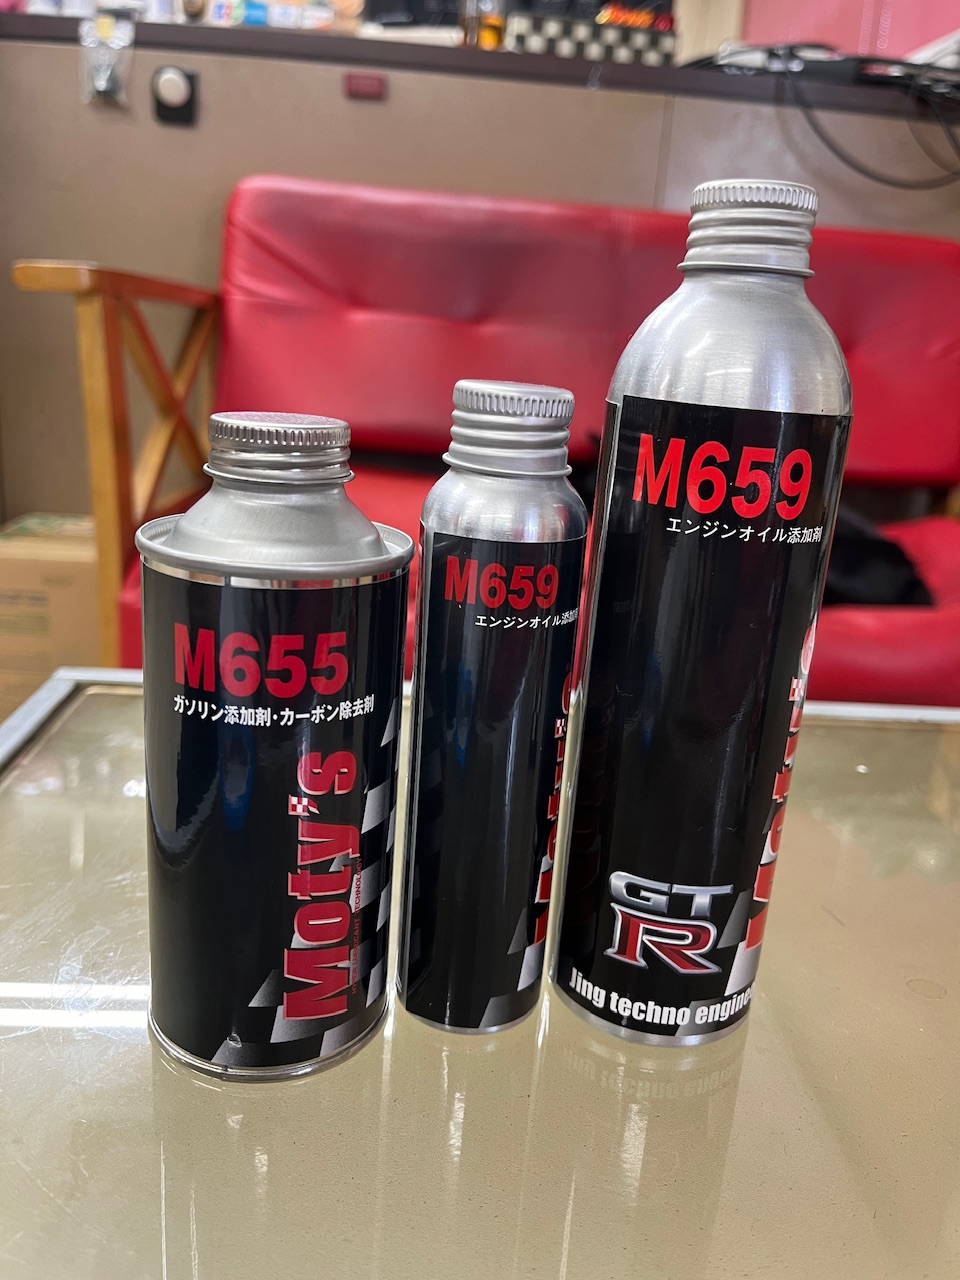 M655
ガソリン添加剤・カーボン除去剤
Moty's
M659
エンジンオイル添加剤
M659
エンジンオイル添加剤
GT
R
Jing techno engine